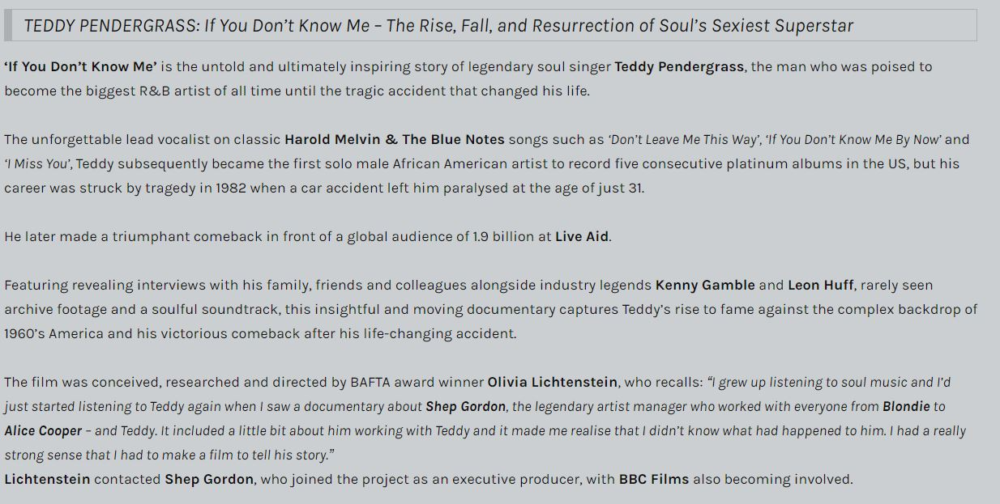 TEDDY PENDERGRASS: If You Don’t Know Me – The Rise, Fall, and Resurrection of Soul’s Sexiest Superstar
‘If You Don’t Know Me’ is the untold and ultimately inspiring story of legendary soul singer Teddy Pendergrass, the man who was poised to
become the biggest R&B artist of all time until the tragic accident that changed his life.
The unforgettable lead vocalist on classic Harold Melvin & The Blue Notes songs such as ‘Don’t Leave Me This Way’, ‘If You Don’t Know Me By Now’ and
‘I Miss You’, Teddy subsequently became the first solo male African American artist to record five consecutive platinum albums in the US, but his
career was struck by tragedy in 1982 when a car accident left him paralysed at the age of just 31.
He later made a triumphant comeback in front of a global audience of 1.9 billion at Live Aid.
Featuring revealing interviews with his family, friends and colleagues alongside industry legends Kenny Gamble and Leon Huff, rarely seen
archive footage and a soulful soundtrack, this insightful and moving documentary captures Teddy’s rise to fame against the complex backdrop of
1960’s America and his victorious comeback after his life-changing accident.
The film was conceived, researched and directed by BAFTA award winner Olivia Lichtenstein, who recalls: “I grew up listening to soul music and I’d
just started listening to Teddy again when I saw a documentary about Shep Gordon, the legendary artist manager who worked with everyone from Blondie to
Alice Cooper – and Teddy. It included a little bit about him working with Teddy and it made me realise that I didn’t know what had happened to him. I had a really
strong sense that I had to make a film to tell his story.”
Lichtenstein contacted Shep Gordon, who joined the project as an executive producer, with BBC Films also becoming involved.